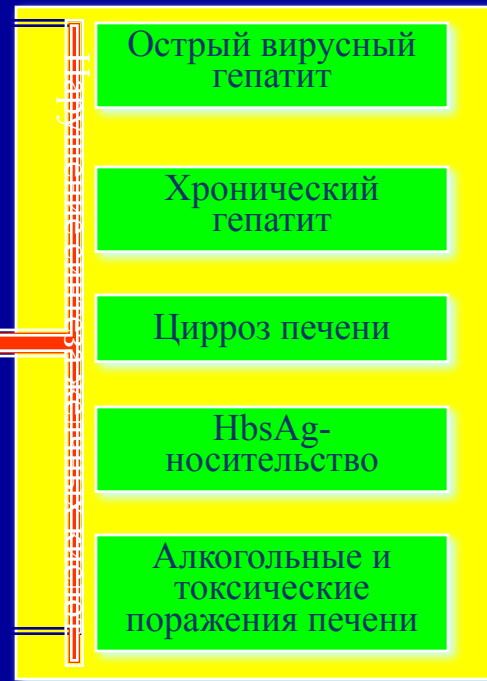 Острый вирусный
гепатит
Хронический
гепатит
Цирроз печени
HbsAg-
носительство
Алкогольные и
токсические
поражения печени